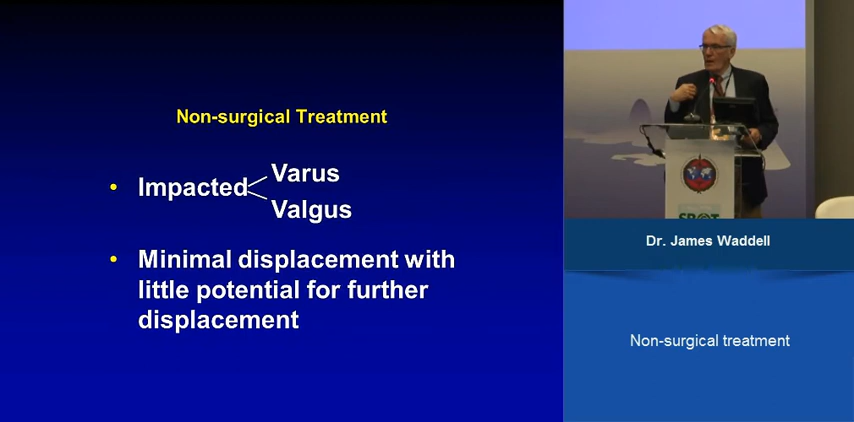 Non-surgical Treatment
• Impacted
Varus
Valgus
• Minimal displacement with
little potential for further
displacement
Dr. James Waddell
Non-surgical treatment